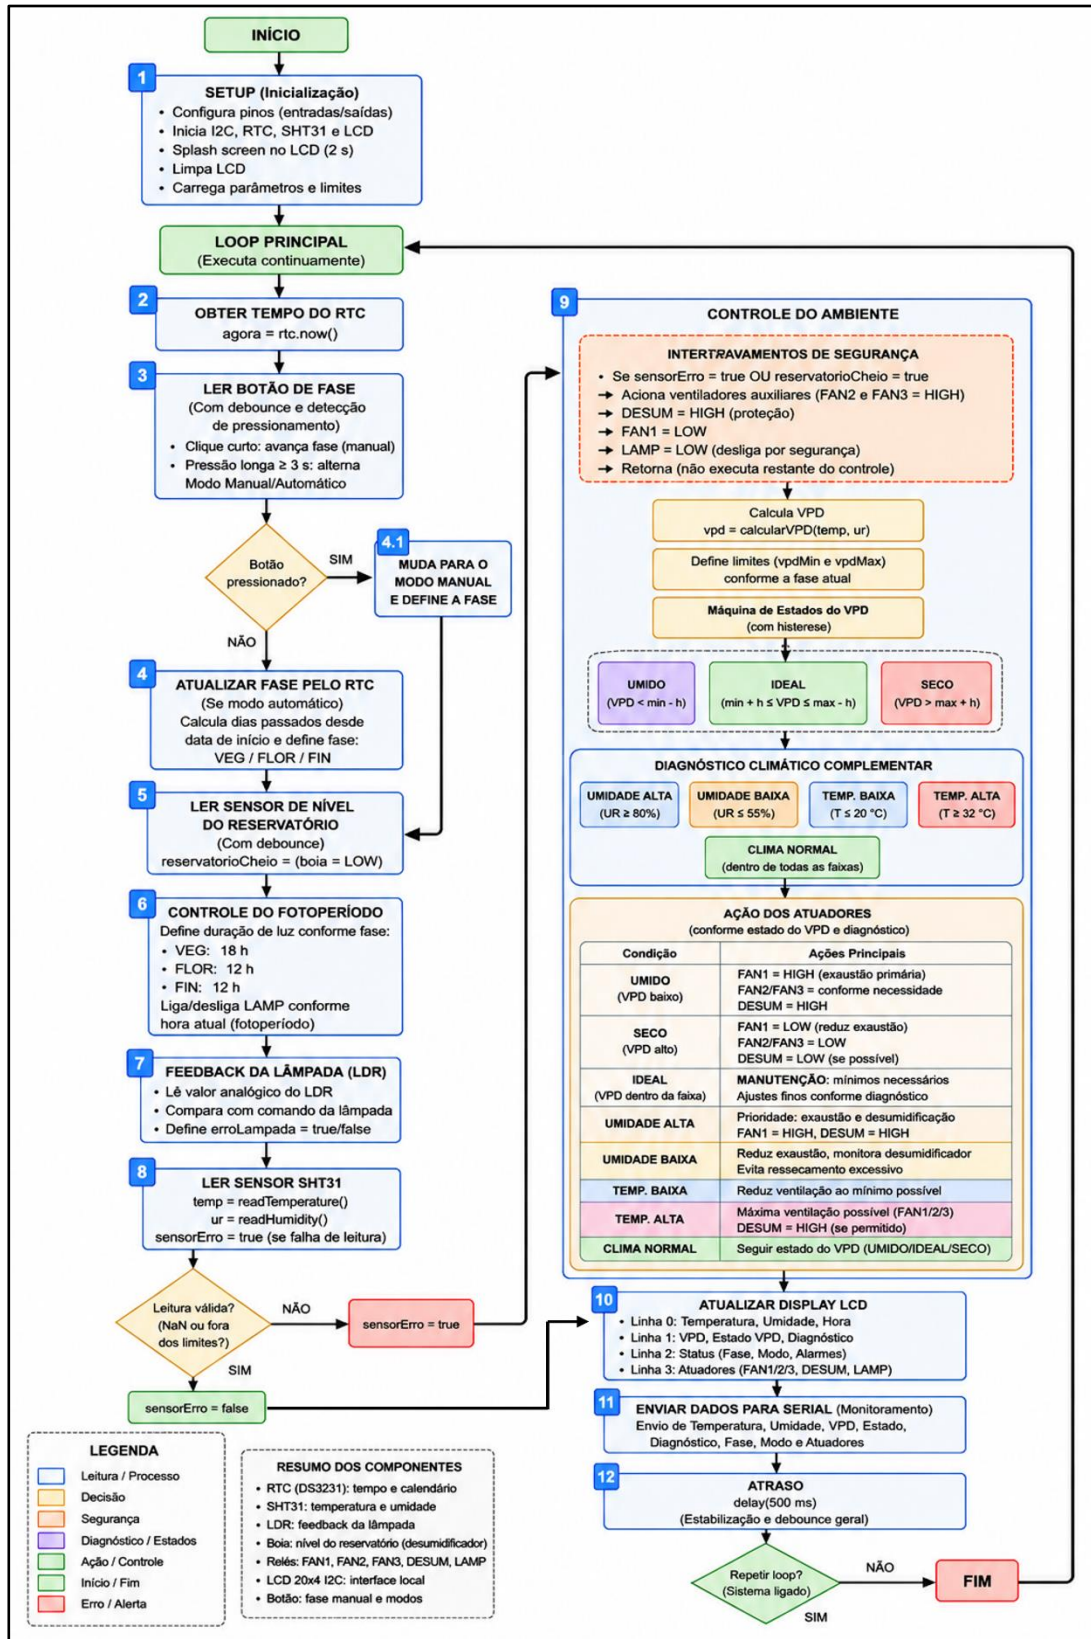 INÍCIO
1
SETUP (Inicialização)
• Configura pinos (entradas/saídas)
• Inicia I2C, RTC, SHT31 e LCD
• Splash screen no LCD (2 s)
• Limpa LCD
• Carrega parâmetros e limites
LOOP PRINCIPAL
(Executa continuamente)
2
OBTER TEMPO DO RTC
agora = rtc.now()
3
LER BOTÃO DE FASE
(Com debounce e detecção
de pressionamento)
• Clique curto: avança fase (manual)
• Pressão longa ≥ 3 s: alterna
Modo Manual/Automático
Botão
pressionado?
SIM
NÃO
4.1
MUDA PARA O
MODO MANUAL
E DEFINE A FASE
4
ATUALIZAR FASE PELO RTC
(Se modo automático)
Calcula dias passados desde
data de início e define fase:
VEG / FLOR / FIN
5
LER SENSOR DE NÍVEL
DO RESERVATÓRIO
(Com debounce)
reservatorioCheio = (boia = LOW)
6
CONTROLE DO FOTOPERÍODO
Define duração de luz conforme fase:
• VEG: 18 h
• FLOR: 12 h
• FIN: 12 h
Liga/desliga LAMP conforme
hora atual (fotoperíodo)
7
FEEDBACK DA LÂMPADA (LDR)
• Lê valor analógico do LDR
• Compara com comando da lâmpada
• Define erroLampada = true/false
8
LER SENSOR SHT31
temp = readTemperature()
ur = readHumidity()
sensorErro = true (se falha de leitura)
Leitura válida?
(NaN ou fora
dos limites?)
NÃO
sensorErro = true
SIM
sensorErro = false
9
CONTROLE DO AMBIENTE
INTERTRAVAMENTOS DE SEGURANÇA
• Se sensorErro = true OU reservatorioCheio = true
→ Aciona ventiladores auxiliares (FAN2 e FAN3 = HIGH)
→ DESUM = HIGH (proteção)
→ FAN1 = LOW
→ LAMP = LOW (desliga por segurança)
→ Retorna (não executa restante do controle)
Calcula VPD
vpd = calcularVPD(temp, ur)
Define limites (vpdMin e vpdMax)
conforme a fase atual
Máquina de Estados do VPD
(com histerese)
UMIDO
(VPD < min - h)
IDEAL
(min + h ≤ VPD ≤ max - h)
SECO
(VPD > max + h)
DIAGNÓSTICO CLIMÁTICO COMPLEMENTAR
UMIDADE ALTA
(UR ≥ 80%)
UMIDADE BAIXA
(UR ≤ 55%)
TEMP. BAIXA
(T ≤ 20 °C)
TEMP. ALTA
(T ≥ 32 °C)
CLIMA NORMAL
(dentro de todas as faixas)
AÇÃO DOS ATUADORES
(conforme estado do VPD e diagnóstico)
Condição
Ações Principais
UMIDO
(VPD baixo)
FAN1 = HIGH (exaustão primária)
FAN2/FAN3 = conforme necessidade
DESUM = HIGH
SECO
(VPD alto)
FAN1 = LOW (reduz exaustão)
FAN2/FAN3 = LOW
DESUM = LOW (se possível)
IDEAL
(VPD dentro da faixa)
MANUTENÇÃO: mínimos necessários
Ajustes finos conforme diagnóstico
UMIDADE ALTA
Prioridade: exaustão e desumidificação
FAN1 = HIGH, DESUM = HIGH
UMIDADE BAIXA
Reduz exaustão, monitora desumidificador
Evita ressecamento excessivo
TEMP. BAIXA
Reduz ventilação ao mínimo possível
TEMP. ALTA
Máxima ventilação possível (FAN1/2/3)
DESUM = HIGH (se permitido)
CLIMA NORMAL
Seguir estado do VPD (UMIDO/IDEAL/SECO)
10
ATUALIZAR DISPLAY LCD
• Linha 0: Temperatura, Umidade, Hora
• Linha 1: VPD, Estado VPD, Diagnóstico
• Linha 2: Status (Fase, Modo, Alarmes)
• Linha 3: Atuadores (FAN1/2/3, DESUM, LAMP)
11
ENVIAR DADOS PARA SERIAL (Monitoramento)
Envio de Temperatura, Umidade, VPD, Estado,
Diagnóstico, Fase, Modo e Atuadores
12
ATRASO
delay(500 ms)
(Estabilização e debounce geral)
Repetir loop?
(Sistema ligado)
NÃO
FIM
SIM
LEGENDA
Leitura / Processo
Decisão
Segurança
Diagnóstico / Estados
Ação / Controle
Início / Fim
Erro / Alerta
RESUMO DOS COMPONENTES
• RTC (DS3231): tempo e calendário
• SHT31: temperatura e umidade
• LDR: feedback da lâmpada
• Boia: nível do reservatório (desumidificador)
• Relés: FAN1, FAN2, FAN3, DESUM, LAMP
• LCD 20x4 I2C: interface local
• Botão: fase manual e modos